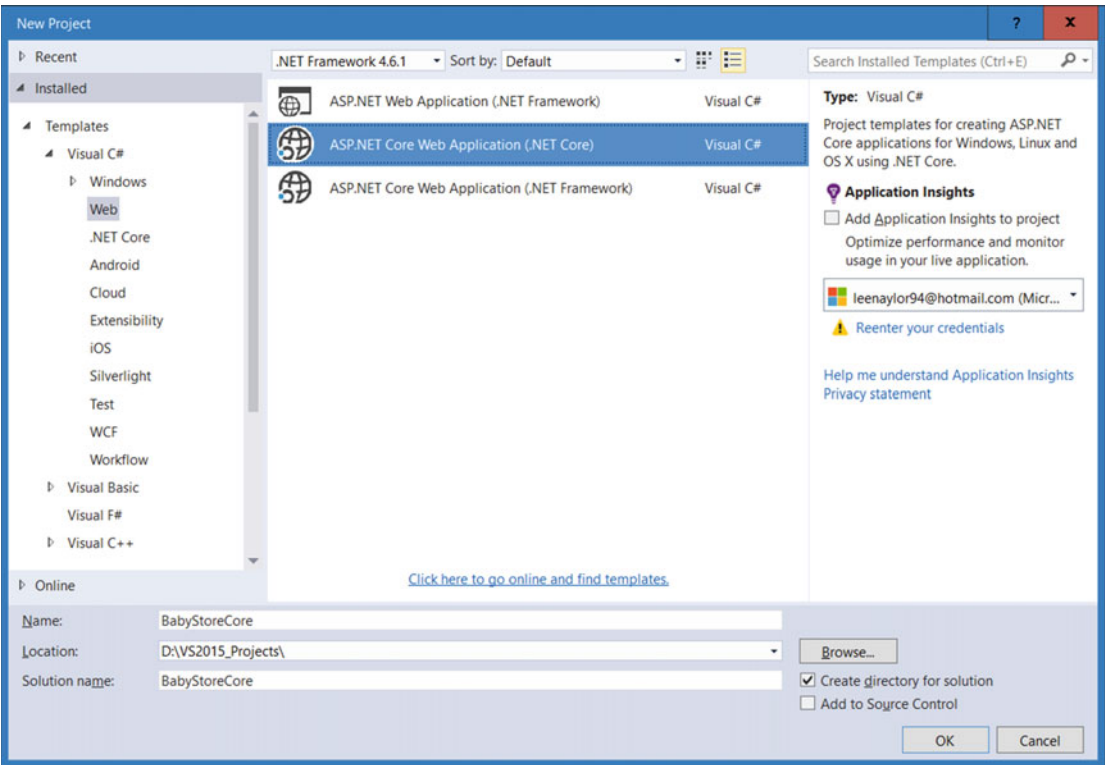 New Project
?
x
Recent
Installed
Templates
Visual C#
Windows
Web
.NET Core
Android
Cloud
Extensibility
iOS
Silverlight
Test
WCF
Workflow
Visual Basic
Visual F#
Visual C++
Online
.NET Framework 4.6.1
Sort by: Default
ASP.NET Web Application (.NET Framework) Visual C#
ASP.NET Core Web Application (.NET Core) Visual C#
ASP.NET Core Web Application (.NET Framework) Visual C#
Click here to go online and find templates.
Search Installed Templates (Ctrl+E)
Type: Visual C#
Project templates for creating ASP.NET
Core applications for Windows, Linux and
OS X using .NET Core.
Application Insights
Add Application Insights to project
Optimize performance and monitor
usage in your live application.
leenaylor94@hotmail.com (Micr...
Reenter your credentials
Help me understand Application Insights
Privacy statement
Name: BabyStoreCore
Location: D:\VS2015_Projects\
Browse...
Solution name: BabyStoreCore
Create directory for solution
Add to Source Control
OK
Cancel